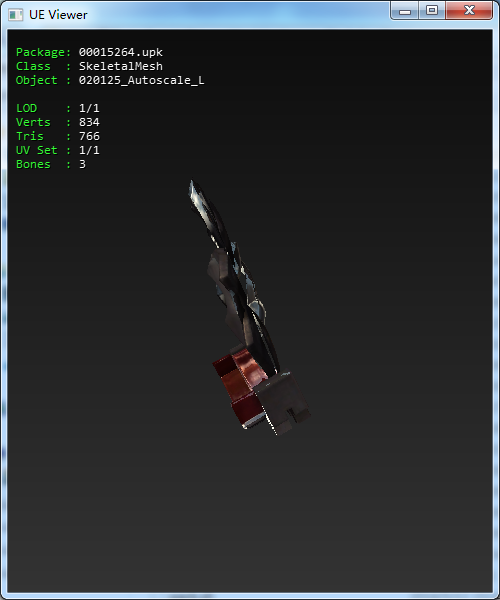 UE Viewer
Package: 00015264.upk
Class : SkeletalMesh
Object : 020125_Autoscale_L
LOD : 1/1
Verts : 834
Tris : 766
UV Set : 1/1
Bones : 3